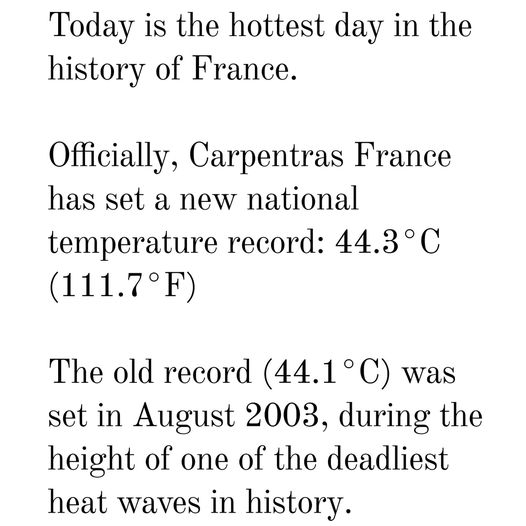 Today is the hottest day in the
history of France.
Officially, Carpentras France
has set a new national
temperature record: 44.3°C
(111.7°F)
The old record (44.1°C) was
set in August 2003, during the
height of one of the deadliest
heat waves in history.